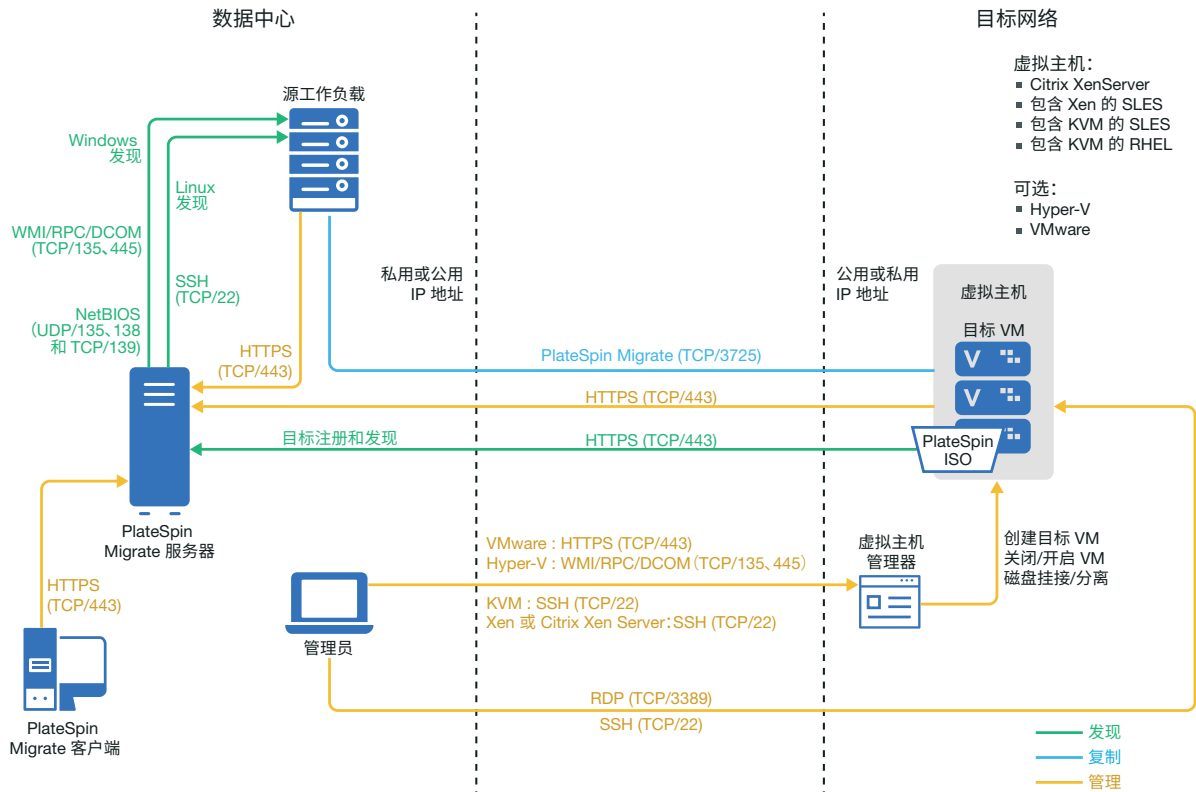 数据中心
目标网络
虚拟主机：
Citrix XenServer
包含 Xen 的 SLES
包含 KVM 的 SLES
包含 KVM 的 RHEL
可选：
Hyper-V
VMware
源工作负载
Windows
发现
Linux
发现
WMI/RPC/DCOM
(TCP/135、445)
SSH
(TCP/22)
NetBIOS
(UDP/135、138
和 TCP/139)
HTTPS
(TCP/443)
私用或公用
IP 地址
公用或私用
IP 地址
虚拟主机
目标 VM
V
V
PlateSpin
ISO
PlateSpin Migrate (TCP/3725)
HTTPS (TCP/443)
目标注册和发现
HTTPS (TCP/443)
PlateSpin
Migrate 服务器
HTTPS
(TCP/443)
PlateSpin
Migrate 客户端
管理员
VMware : HTTPS (TCP/443)
Hyper-V : WMI/RPC/DCOM（TCP/135、445）
KVM : SSH (TCP/22)
Xen 或 Citrix Xen Server：SSH (TCP/22)
虚拟主机
管理器
创建目标 VM
关闭/开启 VM
磁盘挂接/分离
RDP (TCP/3389)
SSH (TCP/22)
发现
复制
管理